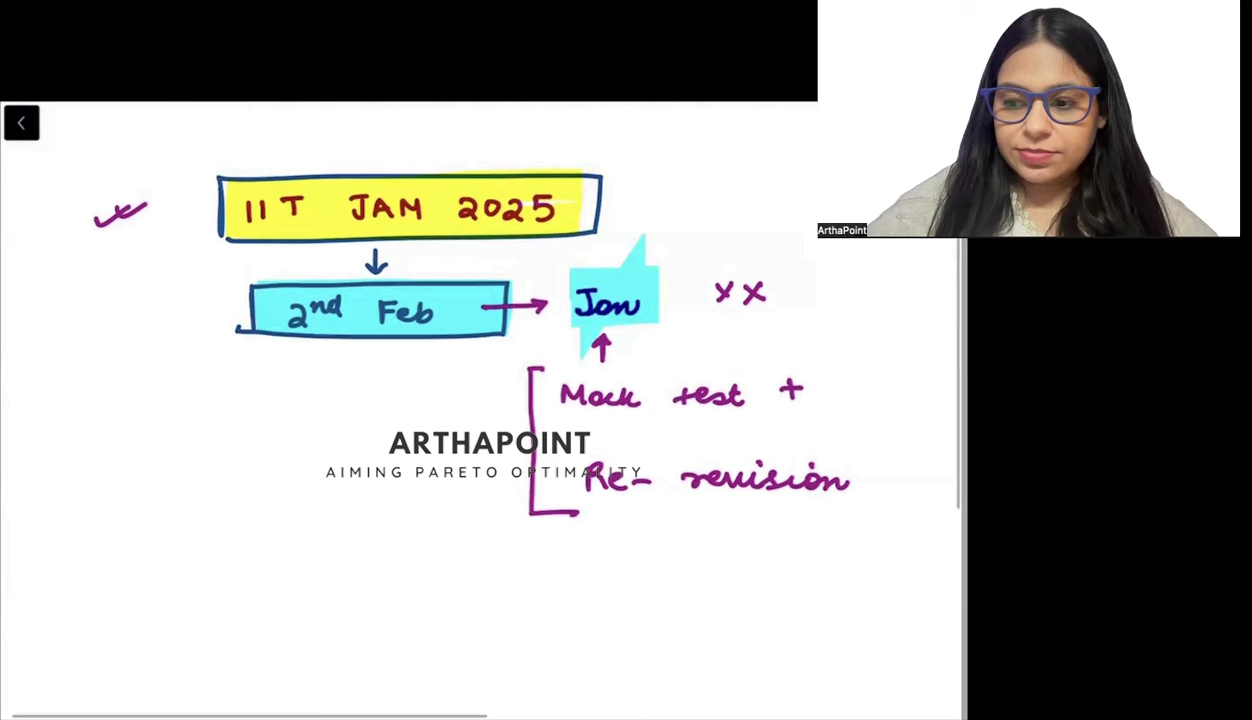 ArthaPoint
IIT JAM 2025
2nd Feb
Jan
xx
Mock test +
Re- revision
ARTHAPOINT
AIMING PARETO OPTIMALITY